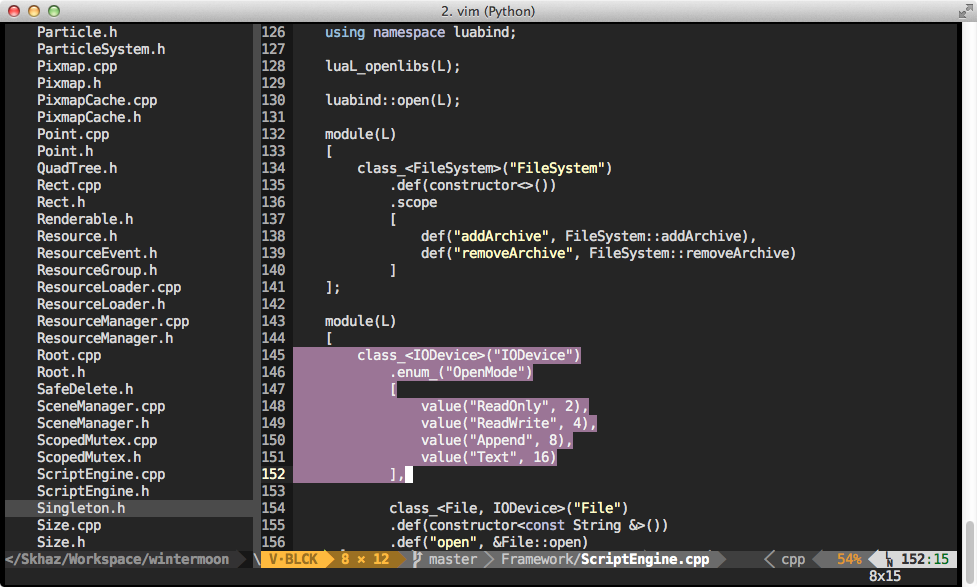 2. vim (Python)
Particle.h
ParticleSystem.h
Pixmap.cpp
Pixmap.h
PixmapCache.cpp
PixmapCache.h
Point.cpp
Point.h
QuadTree.h
Rect.cpp
Rect.h
Renderable.h
Resource.h
ResourceEvent.h
ResourceGroup.h
ResourceLoader.cpp
ResourceLoader.h
ResourceManager.cpp
ResourceManager.h
Root.cpp
Root.h
SafeDelete.h
SceneManager.cpp
SceneManager.h
ScopedMutex.cpp
ScopedMutex.h
ScriptEngine.cpp
ScriptEngine.h
Singleton.h
Size.cpp
Size.h
126 using namespace luabind;
127
128 luaL_openlibs(L);
129
130 luabind::open(L);
131
132 module(L)
133 [
134 class_<FileSystem>("FileSystem")
135 .def(constructor<>())
136 .scope
137 [
138 def("addArchive", FileSystem::addArchive),
139 def("removeArchive", FileSystem::removeArchive)
140 ]
141 ];
142
143 module(L)
144 [
145 class_<IODevice>("IODevice")
146 .enum_("OpenMode")
147 [
148 value("ReadOnly", 2),
149 value("ReadWrite", 4),
150 value("Append", 8),
151 value("Text", 16)
152 ],
153
154 class_<File, IODevice>("File")
155 .def(constructor<const String &>())
156 .def("open", &File::open)
</Skhaz/Workspace/wintermoon \ V·BLCK 8 × 12 master Framework/ScriptEngine.cpp cpp 54% LN 152:15
8x15